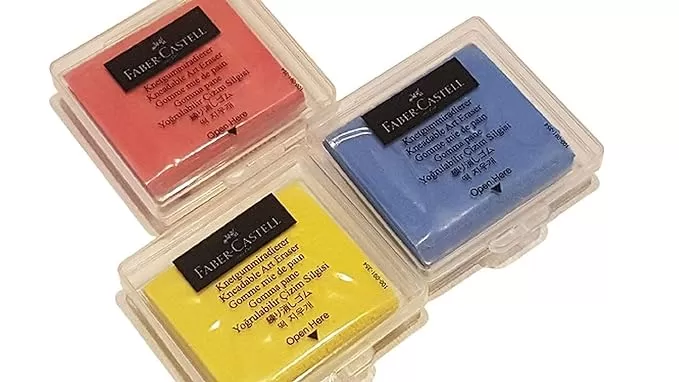 FABER-CASTELL
Knetgummiradierer
Kneadable Art Eraser
Gomme mie de pain
Gomma pane
Yoğrulabilir Çizim Silgisi
練り消しゴム
떡 지우개
Open Here
FABER-CASTELL
Knetgummiradierer
Kneadable Art Eraser
Gomme mie de pain
Gomma pane
Yoğrulabilir Çizim Silgisi
練り消しゴム
떡 지우개
Open Here
FABER-CASTELL
Knetgummiradierer
Kneadable Art Eraser
Gomme mie de pain
Gomma pane
Yoğrulabilir Çizim Silgisi
練り消しゴム
떡 지우개
Open Here